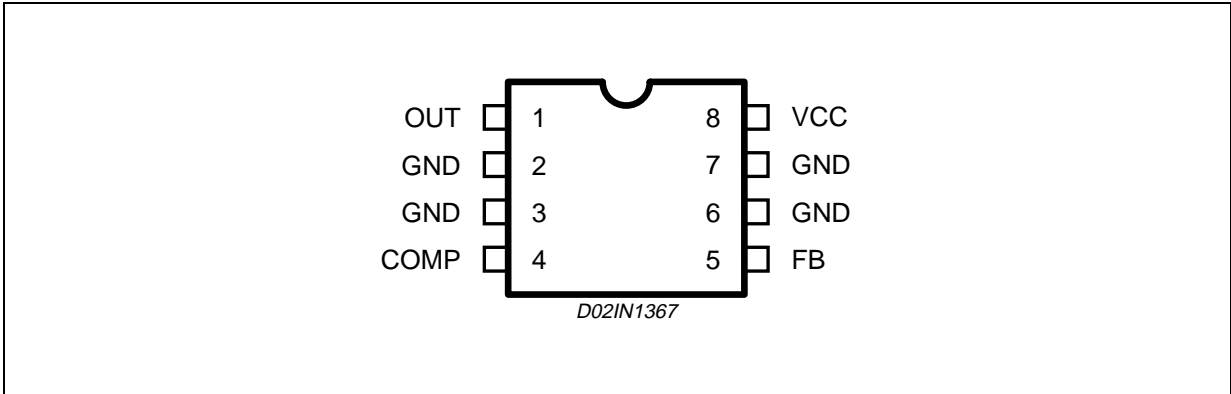 OUT 1 8 VCC
GND 2 7 GND
GND 3 6 GND
COMP 4 5 FB
D02IN1367